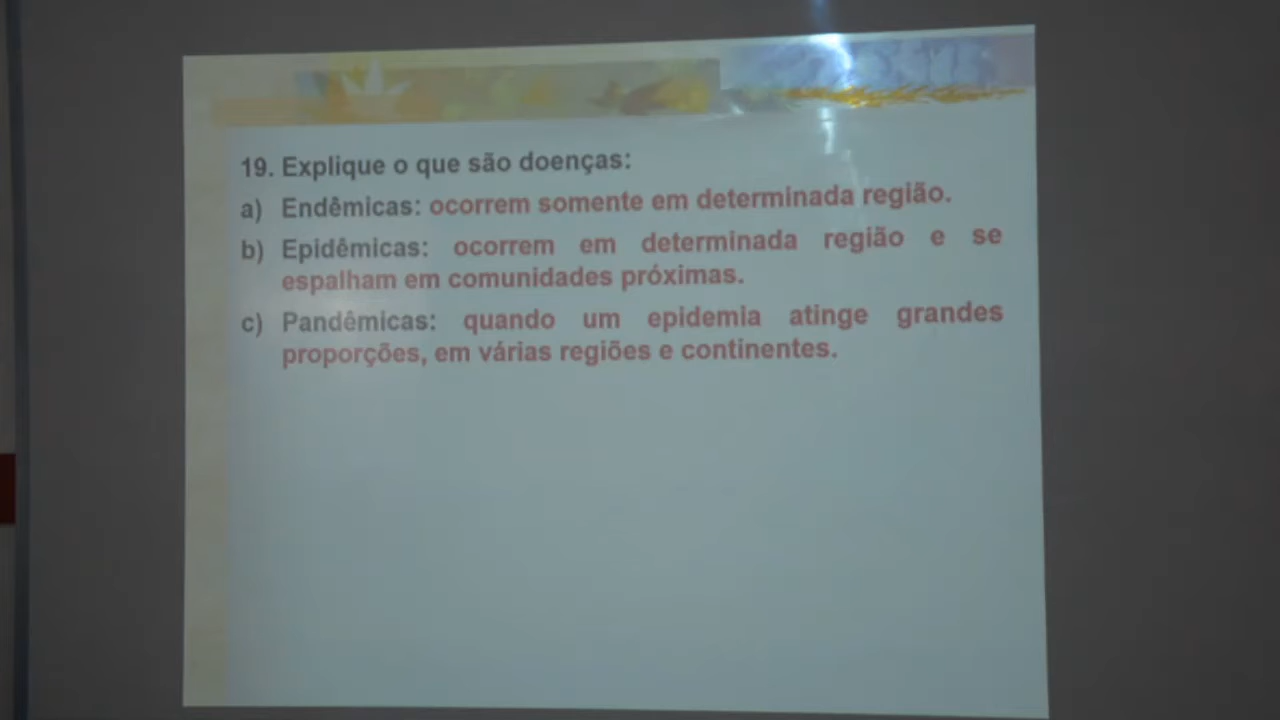 19. Explique o que são doenças:
a) Endêmicas: ocorrem somente em determinada região.
b) Epidêmicas: ocorrem em determinada região e se
espalham em comunidades próximas.
c) Pandêmicas: quando um epidemia atinge grandes
proporções, em várias regiões e continentes.